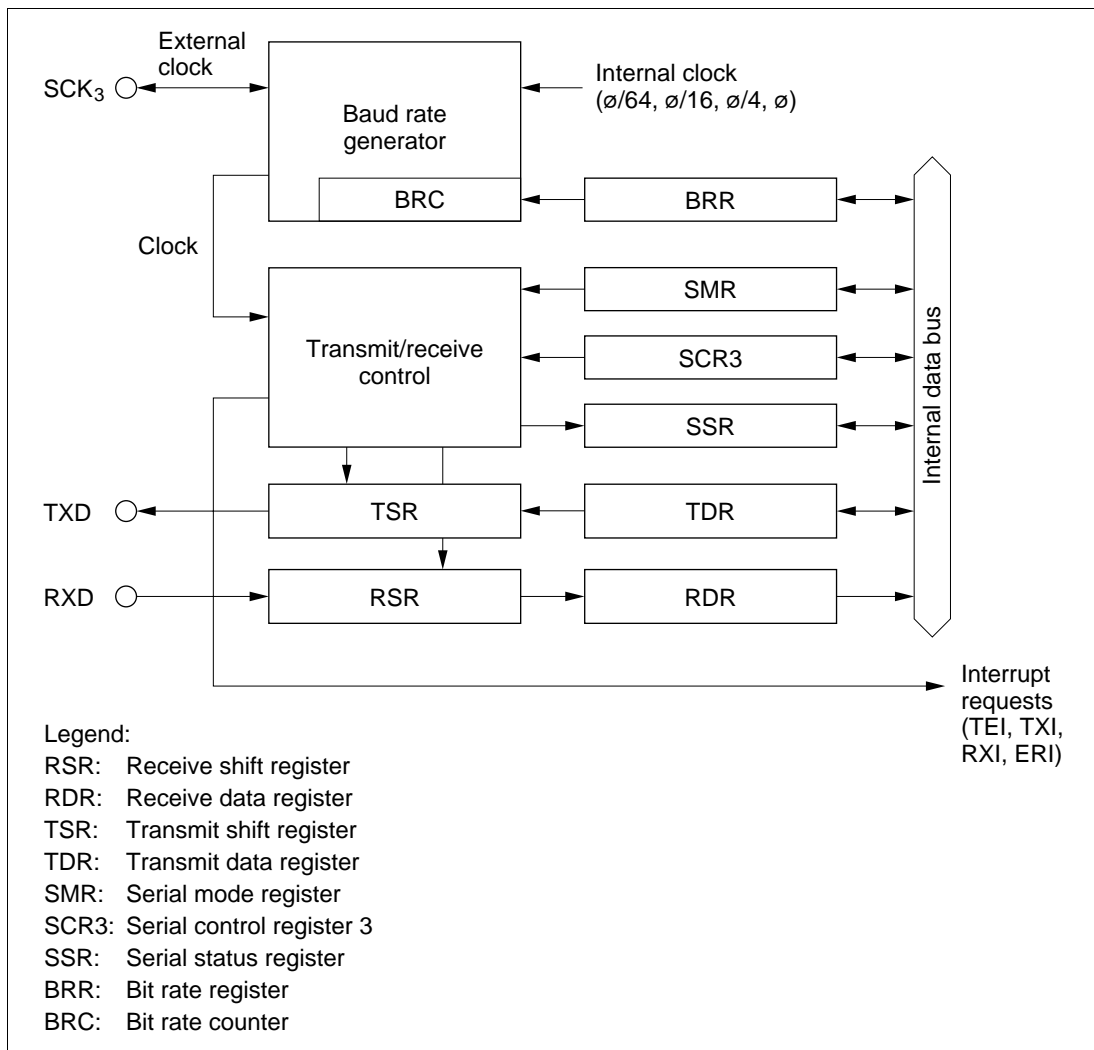 External
clock
SCK3
Internal clock
(ø/64, ø/16, ø/4, ø)
Baud rate
generator
BRC
BRR
Clock
SMR
Transmit/receive
control
SCR3
SSR
Internal data bus
TXD
TSR
TDR
RXD
RSR
RDR
Interrupt
requests
(TEI, TXI,
RXI, ERI)
Legend:
RSR: Receive shift register
RDR: Receive data register
TSR: Transmit shift register
TDR: Transmit data register
SMR: Serial mode register
SCR3: Serial control register 3
SSR: Serial status register
BRR: Bit rate register
BRC: Bit rate counter